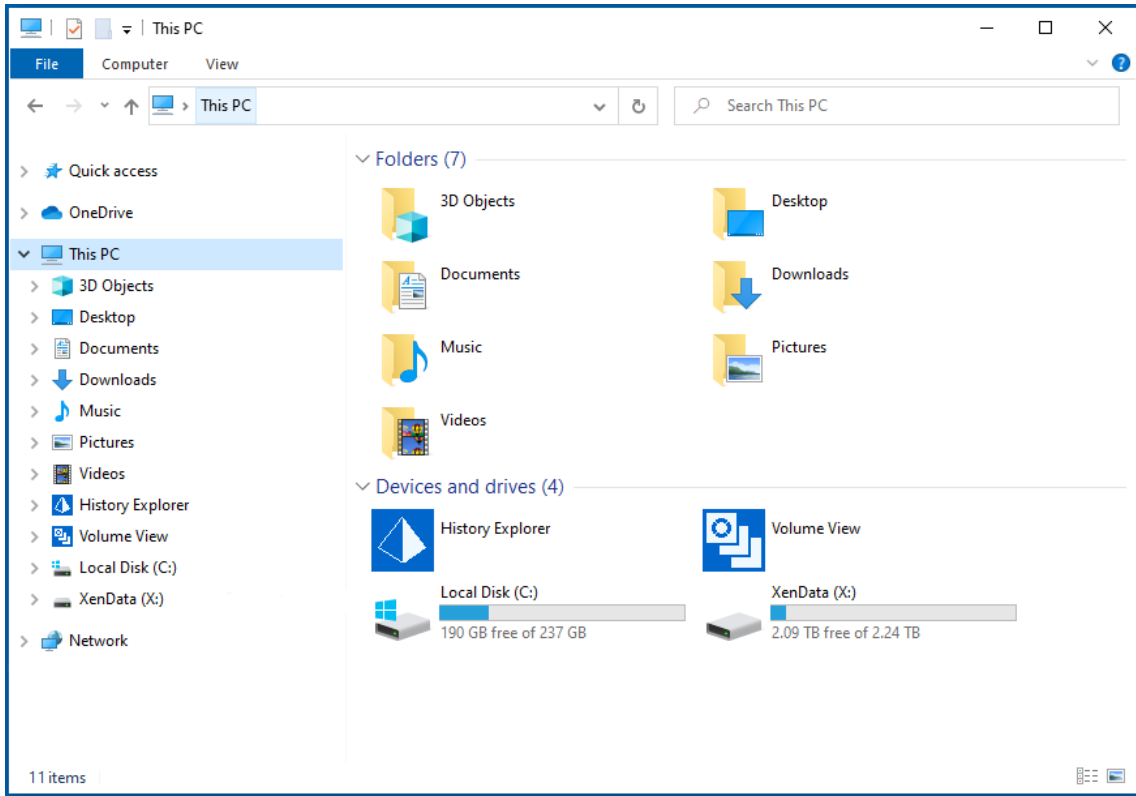 This PC
File Computer View
This PC Search This PC
Quick access
OneDrive
This PC
3D Objects
Desktop
Documents
Downloads
Music
Pictures
Videos
History Explorer
Volume View
Local Disk (C:)
XenData (X:)
Network
Folders (7)
3D Objects Desktop
Documents Downloads
Music Pictures
Videos
Devices and drives (4)
History Explorer Volume View
Local Disk (C:) XenData (X:)
190 GB free of 237 GB 2.09 TB free of 2.24 TB
11 items